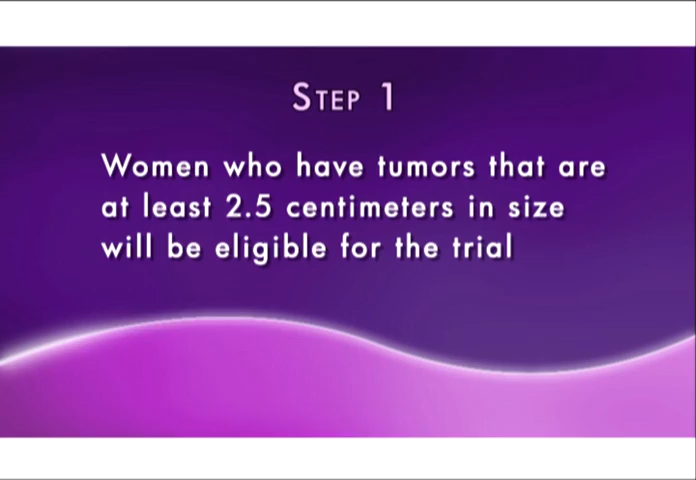 Step 1
Women who have tumors that are
at least 2.5 centimeters in size
will be eligible for the trial